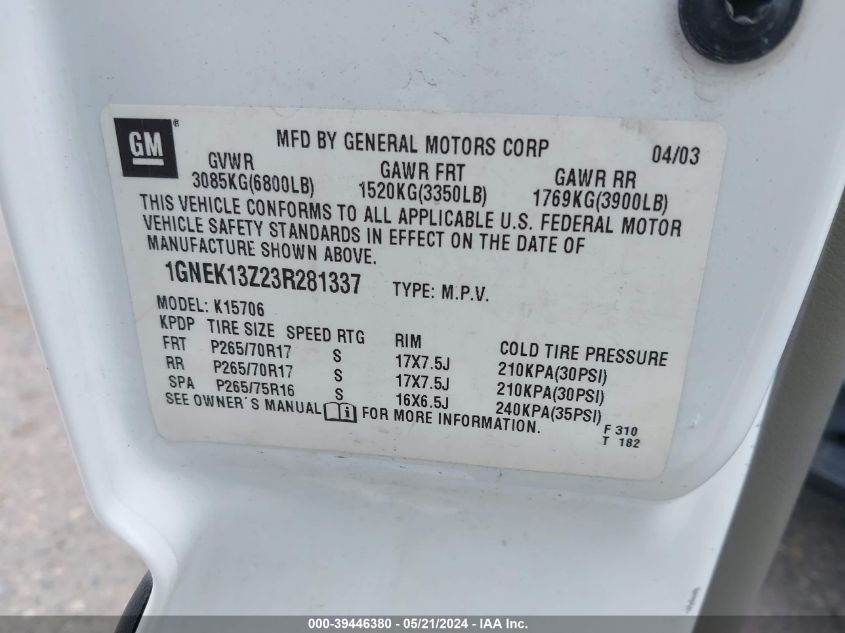 GM ®
MFD BY GENERAL MOTORS CORP 04/03
GVWR GAWR FRT GAWR RR
3085KG(6800LB) 1520KG(3350LB) 1769KG(3900LB)
THIS VEHICLE CONFORMS TO ALL APPLICABLE U.S. FEDERAL MOTOR
VEHICLE SAFETY STANDARDS IN EFFECT ON THE DATE OF
MANUFACTURE SHOWN ABOVE.
1GNEK13Z23R281337 TYPE: M.P.V.
MODEL: K15706
KPDP TIRE SIZE SPEED RTG RIM COLD TIRE PRESSURE
FRT P265/70R17 S 17X7.5J 210KPA(30PSI)
RR P265/70R17 S 17X7.5J 210KPA(30PSI)
SPA P265/75R16 S 16X6.5J 240KPA(35PSI)
SEE OWNER'S MANUAL i FOR MORE INFORMATION.
F 310
T 182
000-39446380 - 05/21/2024 - IAA Inc.